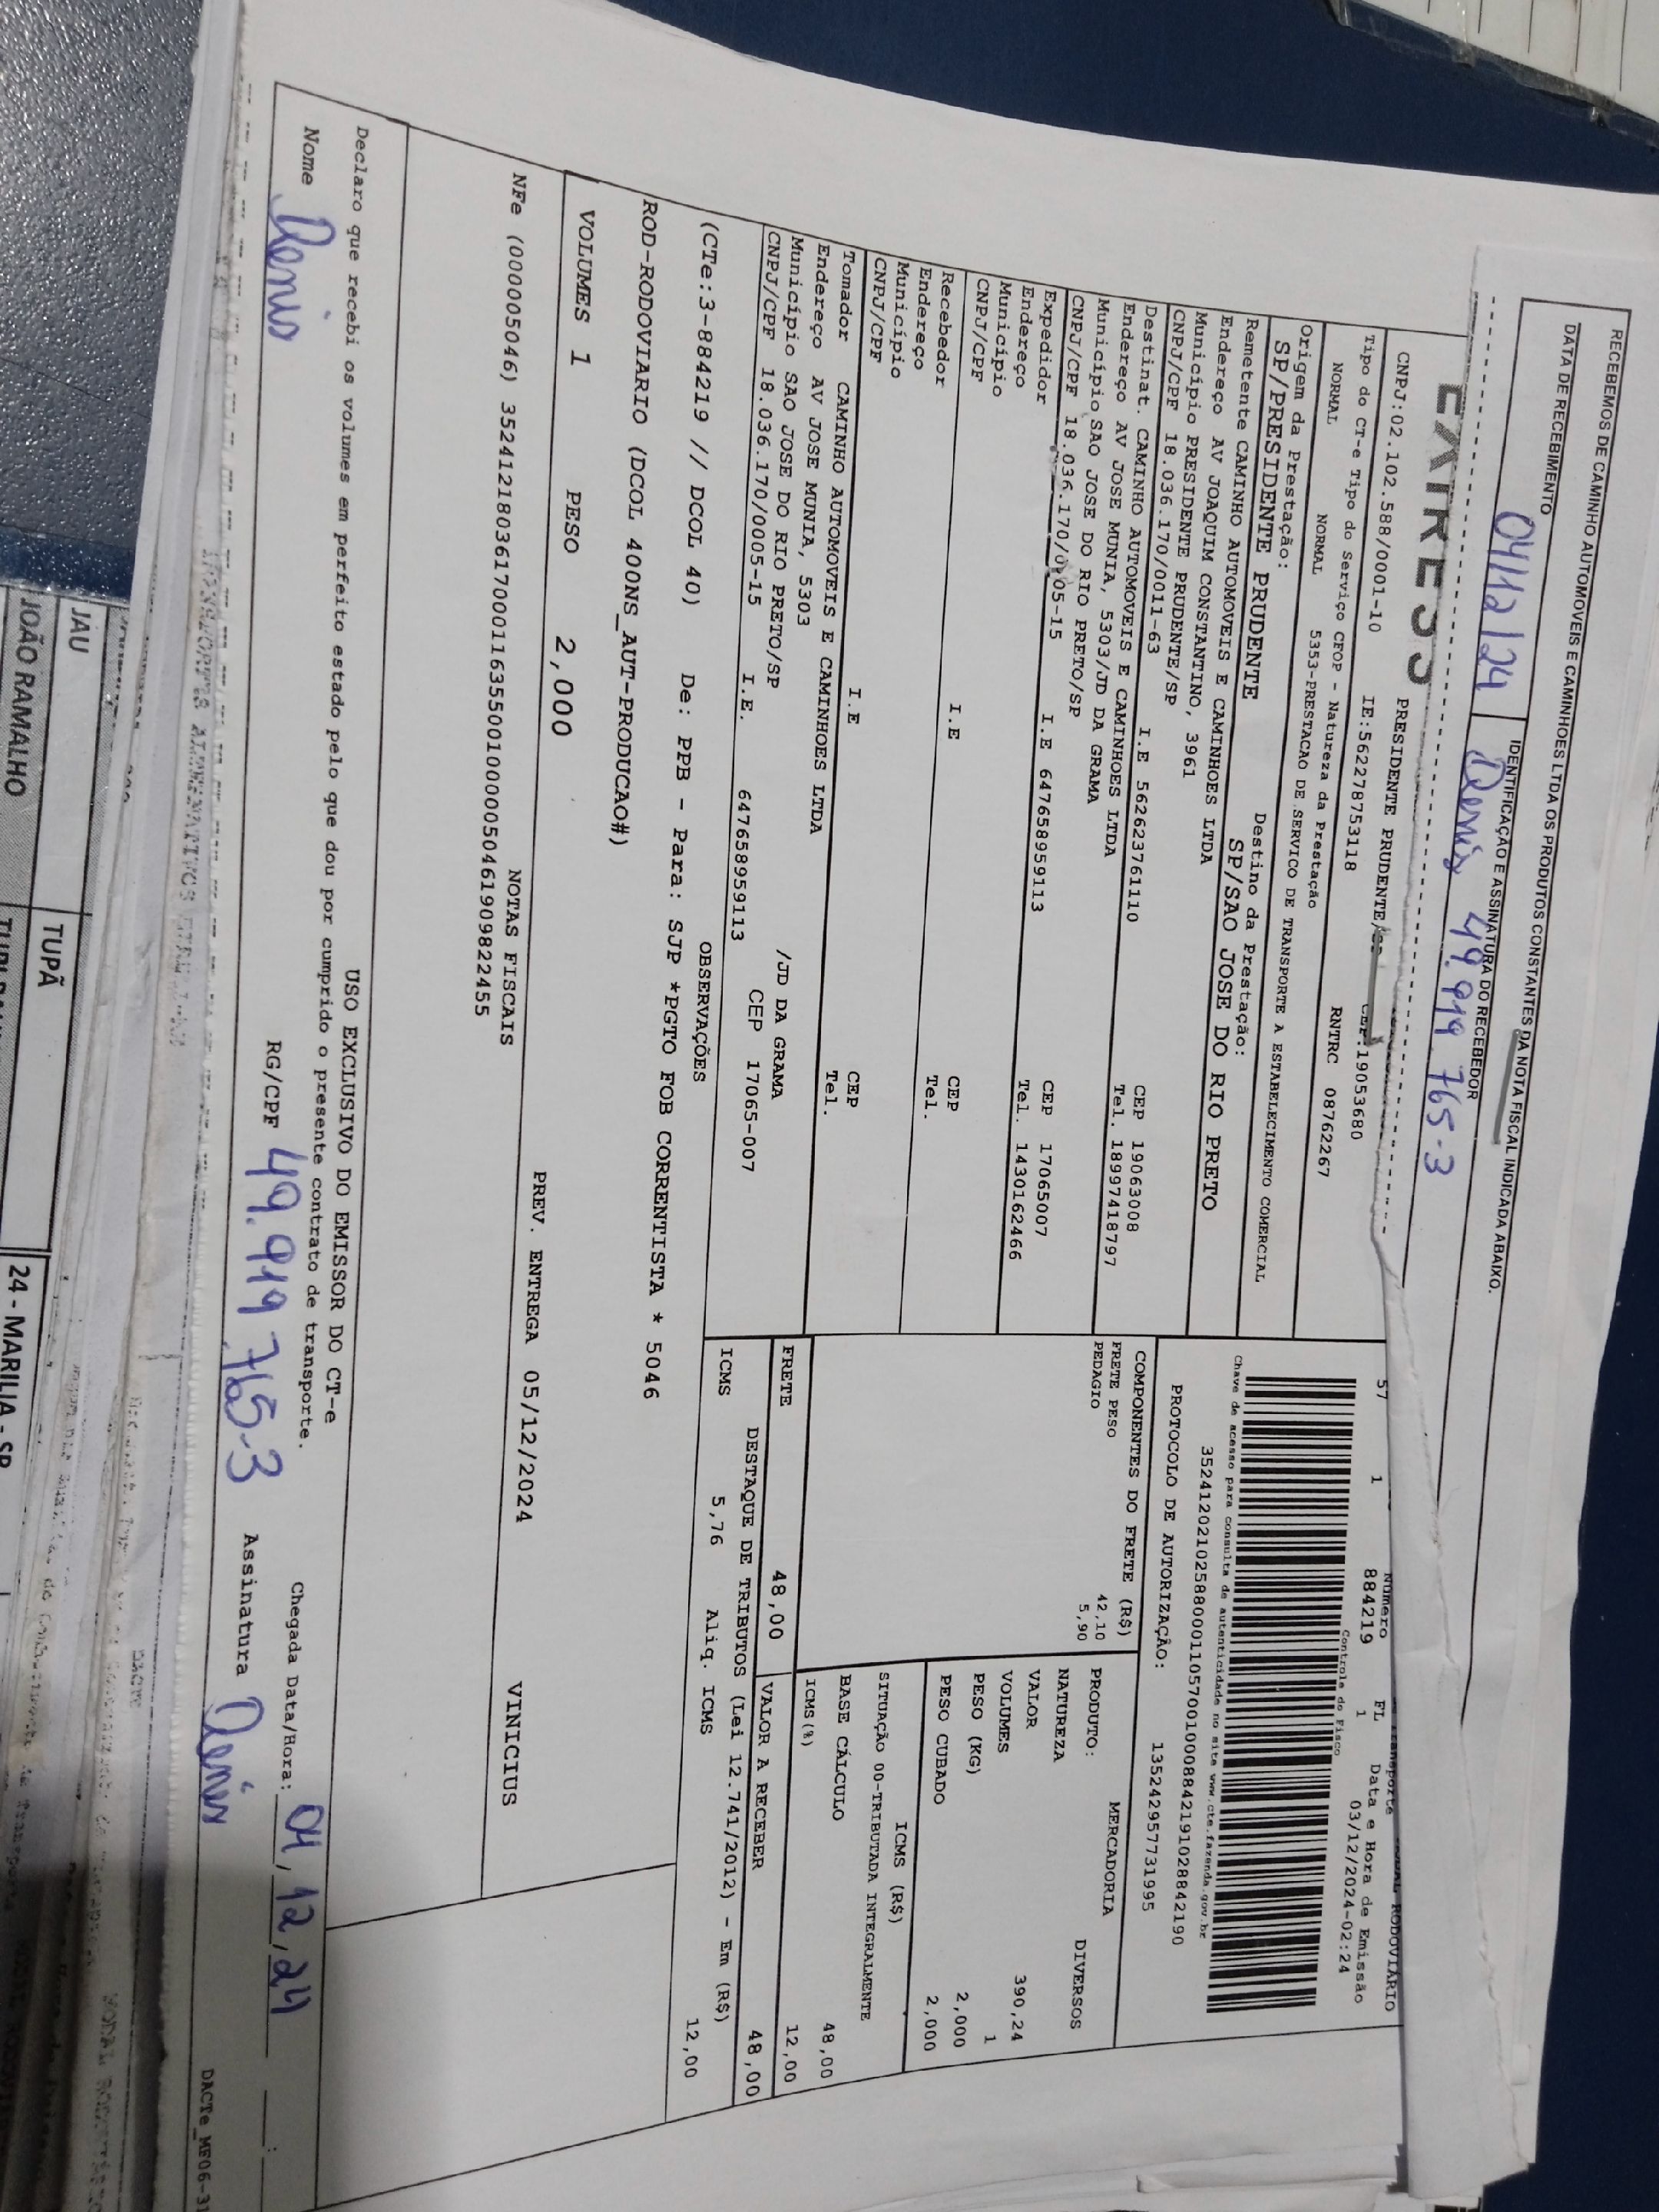 RECEBEMOS DE CAMINHO AUTOMOVEIS E CAMINHOES LTDA OS PRODUTOS CONSTANTES DA NOTA FISCAL INDICADA ABAIXO.
DATA DE RECEBIMENTO
IDENTIFICAÇÃO E ASSINATURA DO RECEBEDOR
04/12/24 Denis 49.919.765-3
PRESIDENTE PRUDENTE/
CNPJ:02.102.588/0001-10 IE:562278753118 CEP:19053680
Tipo do CT-e Tipo do Serviço CFOP - Natureza da Prestação RNTRC 08762267
NORMAL NORMAL 5353-PRESTACAO DE SERVICO DE TRANSPORTE A ESTABELECIMENTO COMERCIAL
Origem da Prestação: Destino da Prestação:
SP/PRESIDENTE PRUDENTE SP/SAO JOSE DO RIO PRETO
Remetente CAMINHO AUTOMOVEIS E CAMINHOES LTDA
Endereço AV JOAQUIM CONSTANTINO, 3961
Município PRESIDENTE PRUDENTE/SP CEP 19063008
CNPJ/CPF 18.036.170/0011-63 I.E 562623761110 Tel. 18997418797
Destinat. CAMINHO AUTOMOVEIS E CAMINHOES LTDA
Endereço AV JOSE MUNIA, 5303/JD DA GRAMA
Município SAO JOSE DO RIO PRETO/SP CEP 17065007
CNPJ/CPF 18.036.170/0005-15 I.E 647658959113 Tel. 1430162466
Expedidor
Endereço
Município CEP
CNPJ/CPF I.E Tel.
Recebedor
Endereço
Município CEP
CNPJ/CPF I.E Tel.
Tomador CAMINHO AUTOMOVEIS E CAMINHOES LTDA
Endereço AV JOSE MUNIA, 5303 /JD DA GRAMA
Município SAO JOSE DO RIO PRETO/SP CEP 17065-007
CNPJ/CPF 18.036.170/0005-15 I.E. 647658959113
57 1 884219 FL 1 Data e Hora de Emissão
03/12/2024-02:24
Controle do Fisco
RODOVIÁRIO
Chave de acesso para consulta de autenticidade no site www.cte.fazenda.gov.br
35241202102588000110570010008842191028842190
PROTOCOLO DE AUTORIZAÇÃO: 135242957731995
COMPONENTES DO FRETE (R$)
FRETE PESO 42,10
PEDAGIO 5,90
PRODUTO: MERCADORIA
NATUREZA DIVERSOS
VALOR 390,24
VOLUMES 1
PESO (KG) 2,000
PESO CUBADO 2,000
ICMS (R$)
SITUAÇÃO 00-TRIBUTADA INTEGRALMENTE
BASE CÁLCULO 48,00
ICMS(%) 12,00
FRETE 48,00 VALOR A RECEBER 48,00
DESTAQUE DE TRIBUTOS (Lei 12.741/2012) - Em (R$)
ICMS 5,76 Aliq. ICMS 12,00
OBSERVAÇÕES
(CTe:3-884219 // DCOL 40) De: PPB - Para: SJP *PGTO FOB CORRENTISTA * 5046
ROD-RODOVIARIO (DCOL 400NS_AUT-PRODUCAO#)
VOLUMES 1 PESO 2,000 PREV. ENTREGA 05/12/2024 VINICIUS
NOTAS FISCAIS
NFe (000005046) 35241218036170001163550010000050461909822455
USO EXCLUSIVO DO EMISSOR DO CT-e
Declaro que recebi os volumes em perfeito estado pelo que dou por cumprido o presente contrato de transporte.
Nome Denis RG/CPF 49.919.765-3 Assinatura Denis
Chegada Data/Hora: 04/12/24 __:__
DACTe_MF06-31
JAU TUPÃ
JOÃO RAMALHO
24 - MARILIA - SP